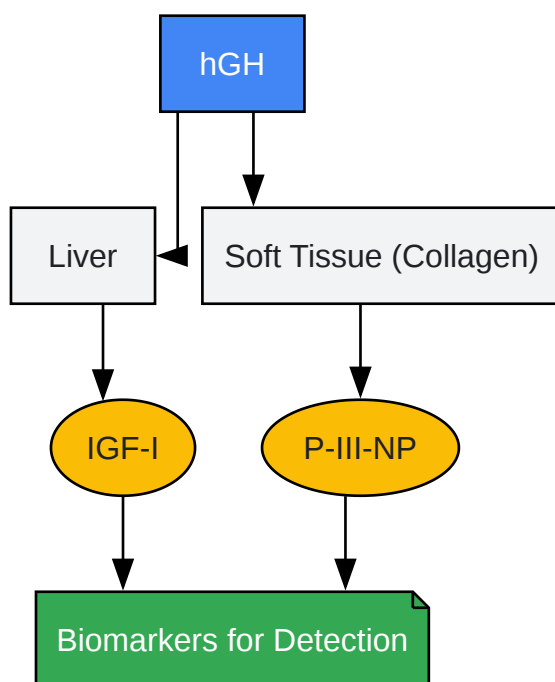 hGH
Liver
Soft Tissue (Collagen)
IGF-I
P-III-NP
Biomarkers for Detection